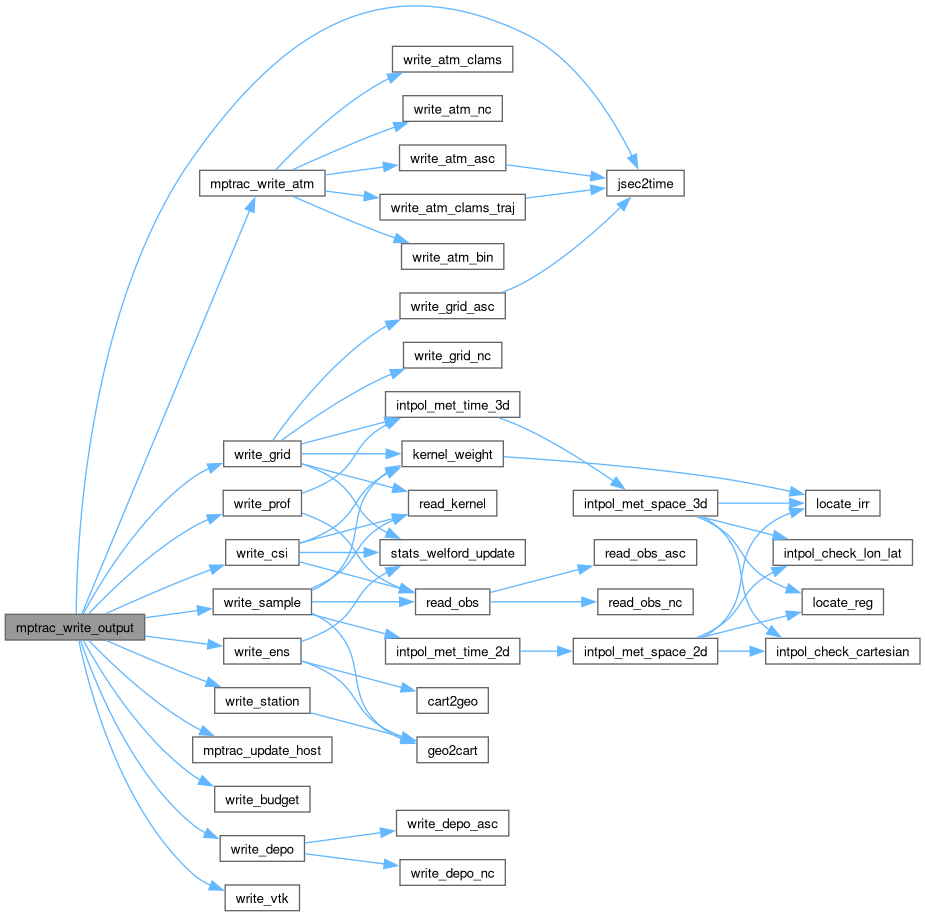 write_atm_clams
write_atm_nc
write_atm_asc
mptrac_write_atm
jsec2time
write_atm_clams_traj
write_atm_bin
write_grid_asc
write_grid_nc
intpol_met_time_3d
write_grid
kernel_weight
write_prof
read_kernel
intpol_met_space_3d
locate_irr
write_csi
stats_welford_update
read_obs_asc
intpol_check_lon_lat
write_sample
read_obs
read_obs_nc
locate_reg
mptrac_write_output
write_ens
intpol_met_time_2d
intpol_met_space_2d
intpol_check_cartesian
write_station
cart2geo
mptrac_update_host
geo2cart
write_budget
write_depo_asc
write_depo
write_depo_nc
write_vtk